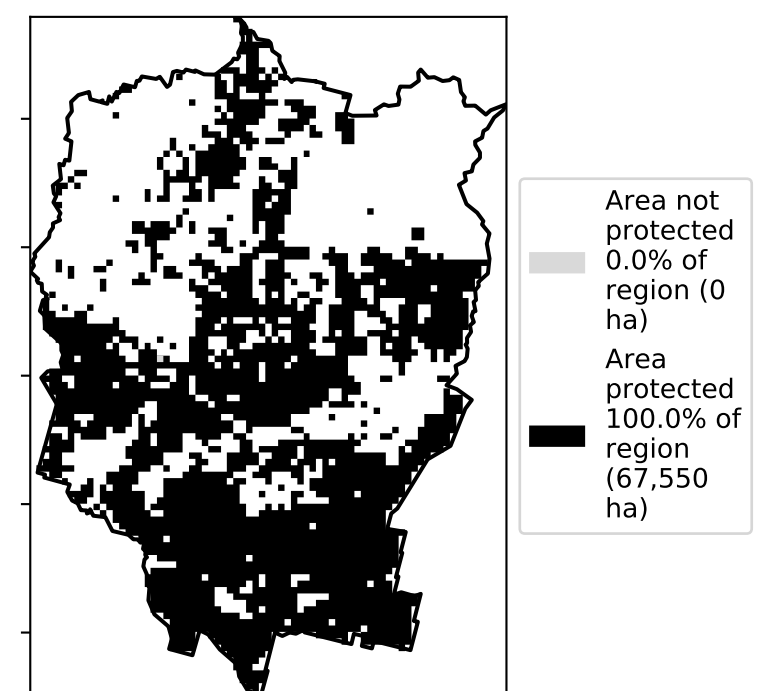 Area not
protected
0.0% of
region (0
ha)
Area
protected
100.0% of
region
(67,550
ha)